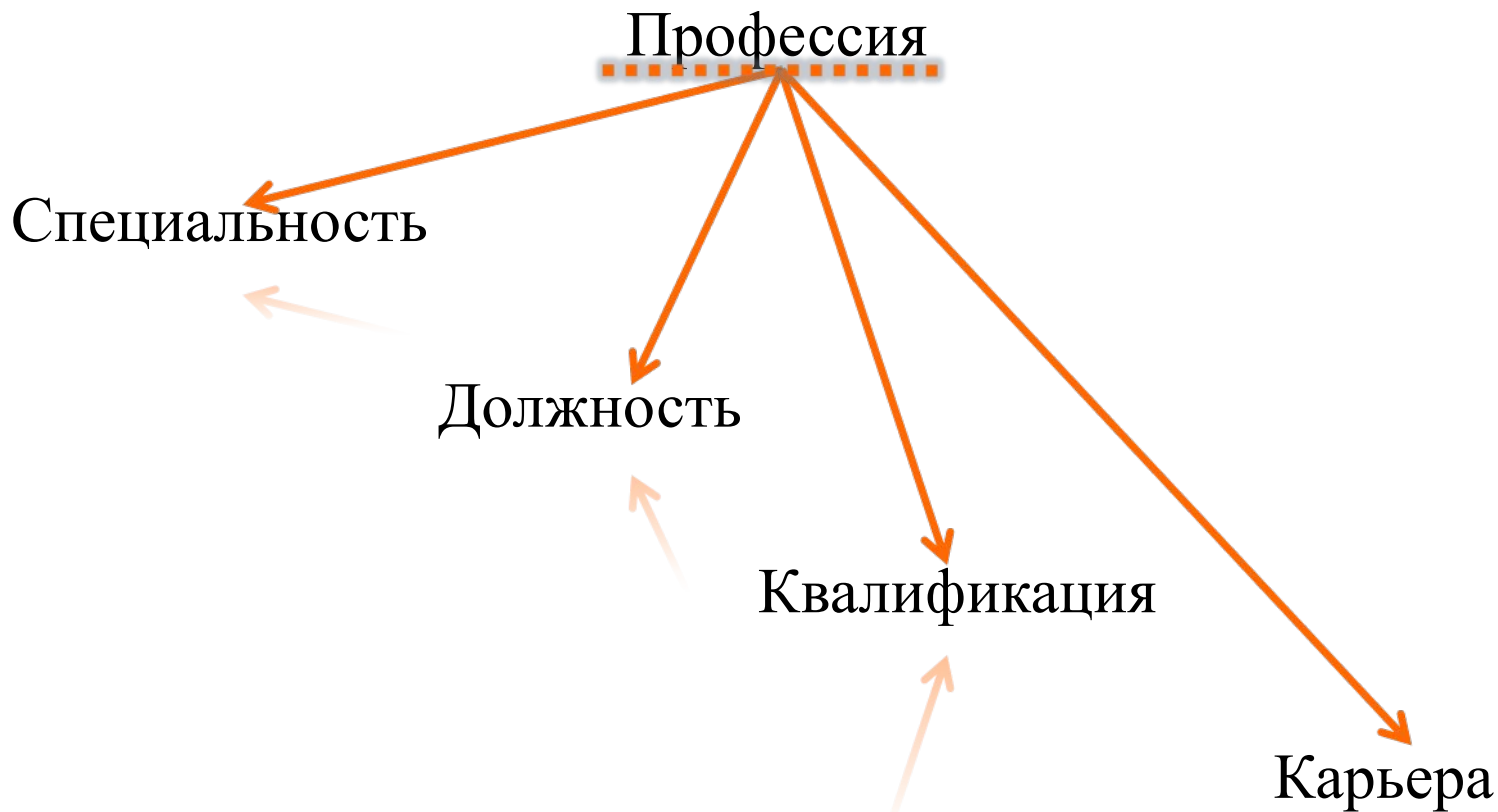 Профессия
Специальность
Должность
Квалификация
Карьера